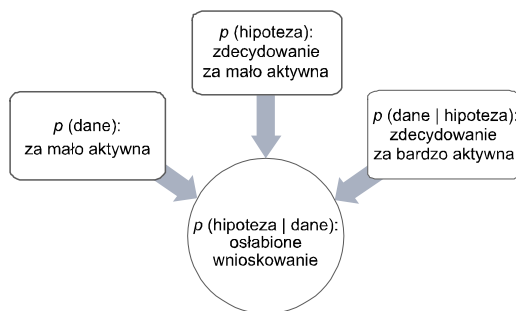 p (hipoteza):
zdecydowanie
za mało aktywna
p (dane):
za mało aktywna
p (dane | hipoteza):
zdecydowanie
za bardzo aktywna
p (hipoteza | dane):
osłabione
wnioskowanie